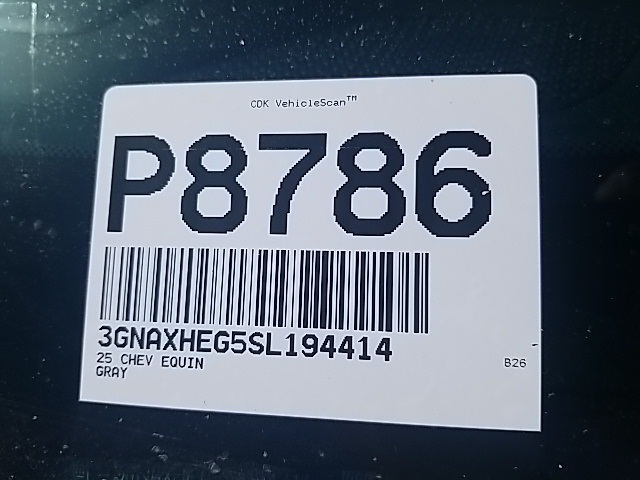 CDK VehicleScan™
P8786
3GNAXHEG5SL194414
25 CHEV EQUIN
GRAY
B26